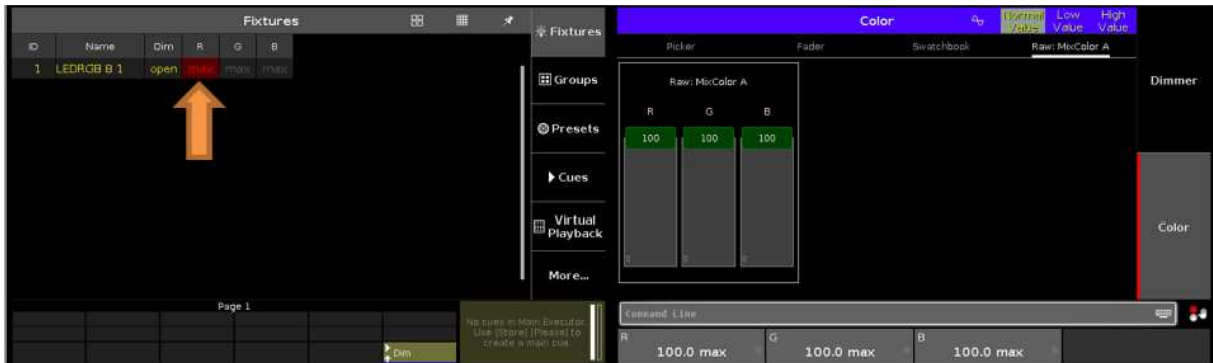 Fixtures
ID Name Dim R G B
1 LEDRGB 8 1 open max max max
Fixtures
Groups
Presets
Cues
Virtual
Playback
More...
Page 1
Dim
No cues in Main Executor.
Use [Store] [Please] to
create a main cue.
Color
Normal Value
Low Value
High Value
Picker Fader Swatchbook Raw: MixColor A
Raw: MixColor A
R G B
100 100 100
Dimmer
Color
Command Line
R G B
100.0 max 100.0 max 100.0 max